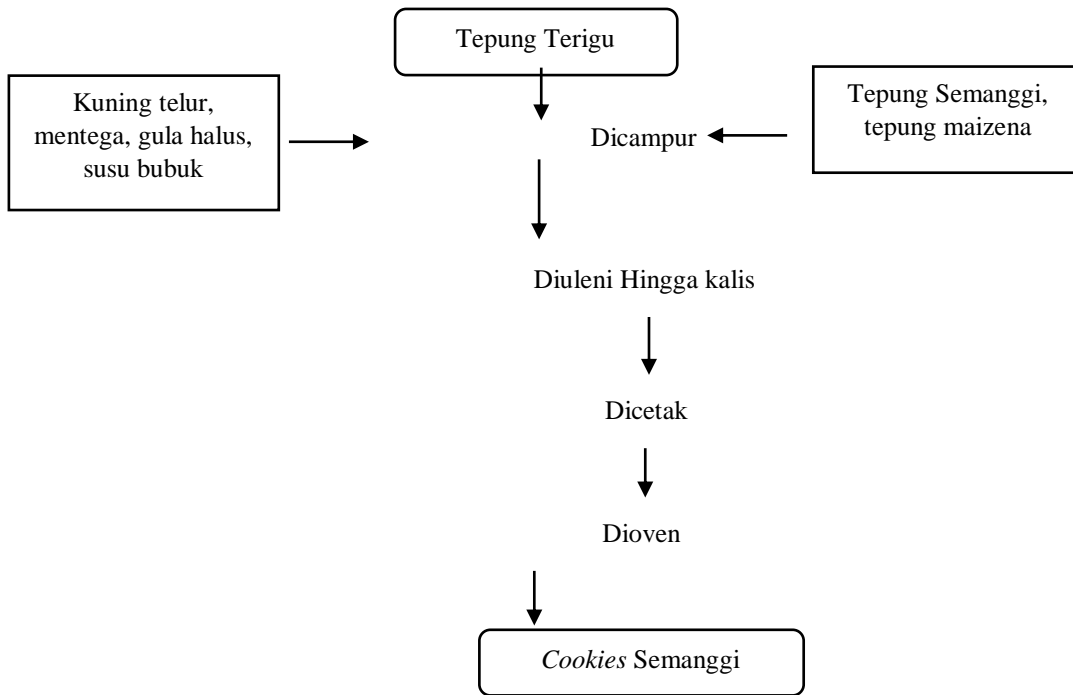 Tepung Terigu
Kuning telur,
mentega, gula halus,
susu bubuk
Dicampur
Tepung Semanggi,
tepung maizena
Diuleni Hingga kalis
Dicetak
Dioven
Cookies Semanggi